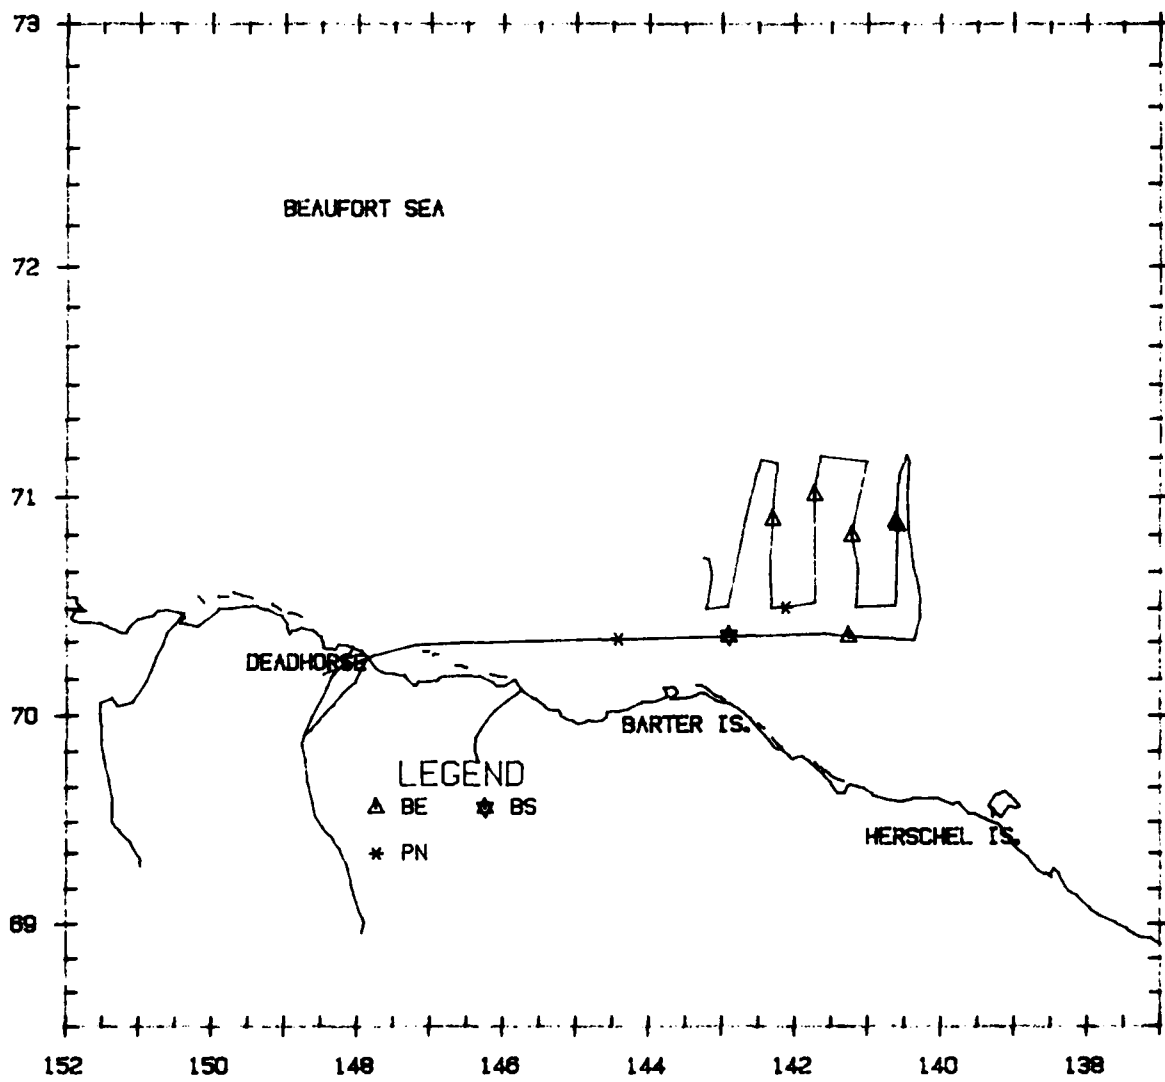 73
BEAUFORT SEA
72
71
DEADHORSE
70
BARTER IS.
LEGEND
BE BS
HERSCHEL IS.
PN
69
152 150 148 146 144 142 140 138